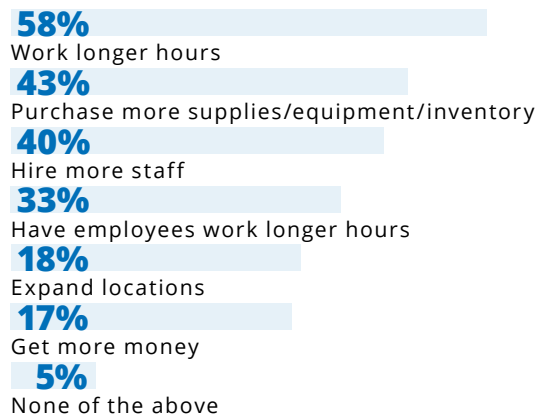 58%
Work longer hours
43%
Purchase more supplies/equipment/inventory
40%
Hire more staff
33%
Have employees work longer hours
18%
Expand locations
17%
Get more money
5%
None of the above